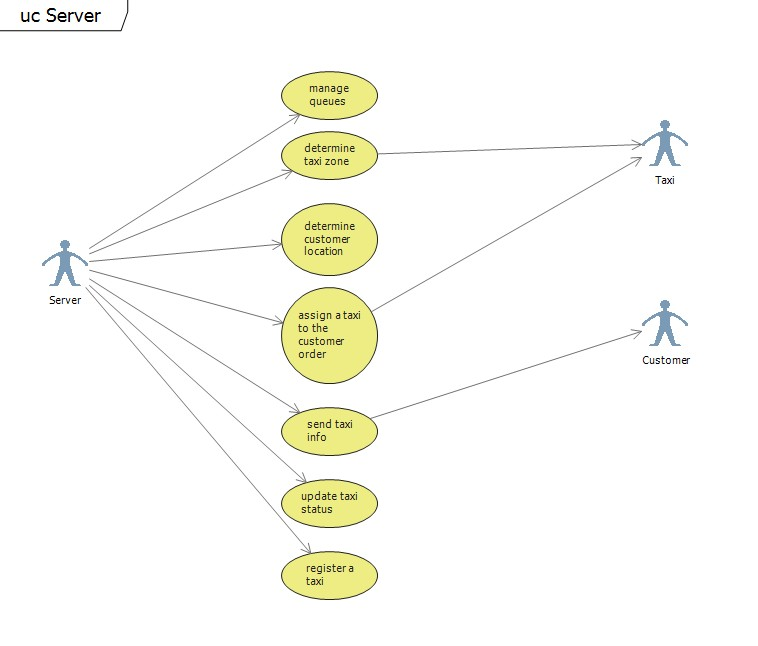 uc Server
manage
queues
determine
taxi zone
Taxi
determine
customer
location
Server
assign a taxi
to the
customer
order
Customer
send taxi
info
update taxi
status
register a
taxi